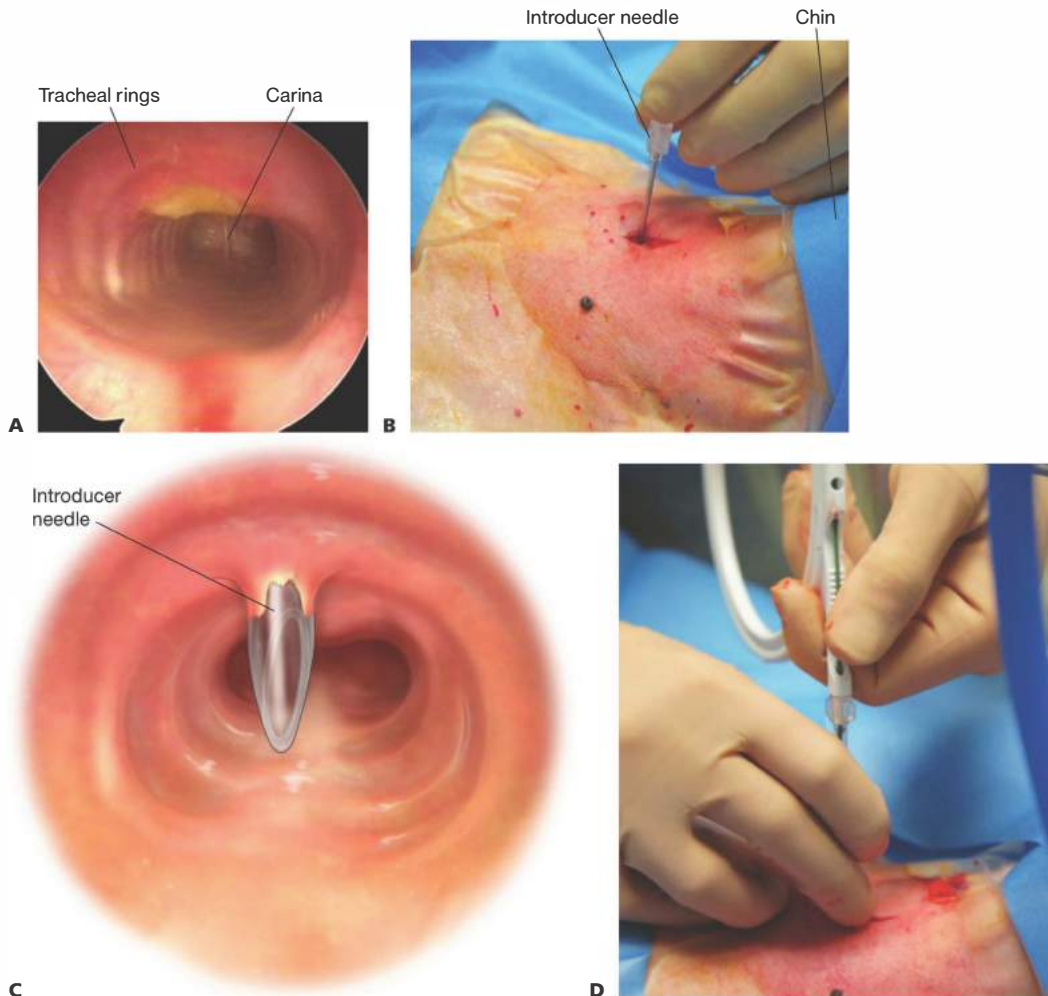 Introducer needle
Chin
Tracheal rings
Carina
A
B
Introducer
needle
C
D